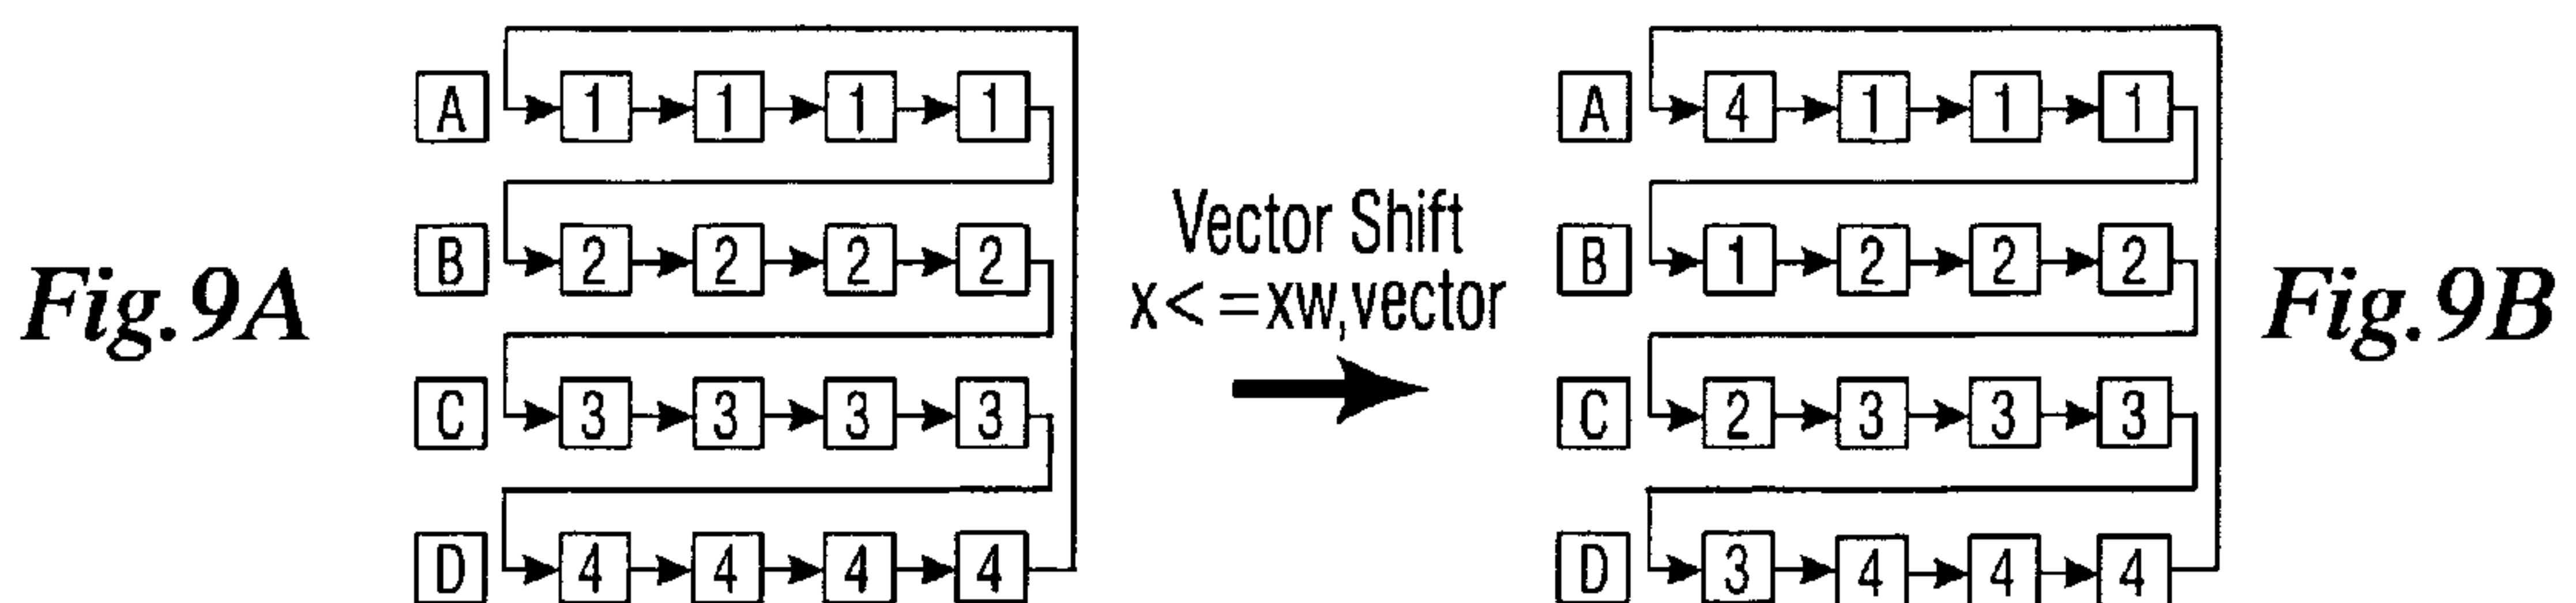 Fig.9A
A 1 1 1 1
B 2 2 2 2
C 3 3 3 3
D 4 4 4 4
Vector Shift
x<=xw,vector
A 4 1 1 1
B 1 2 2 2
C 2 3 3 3
D 3 4 4 4
Fig.9B